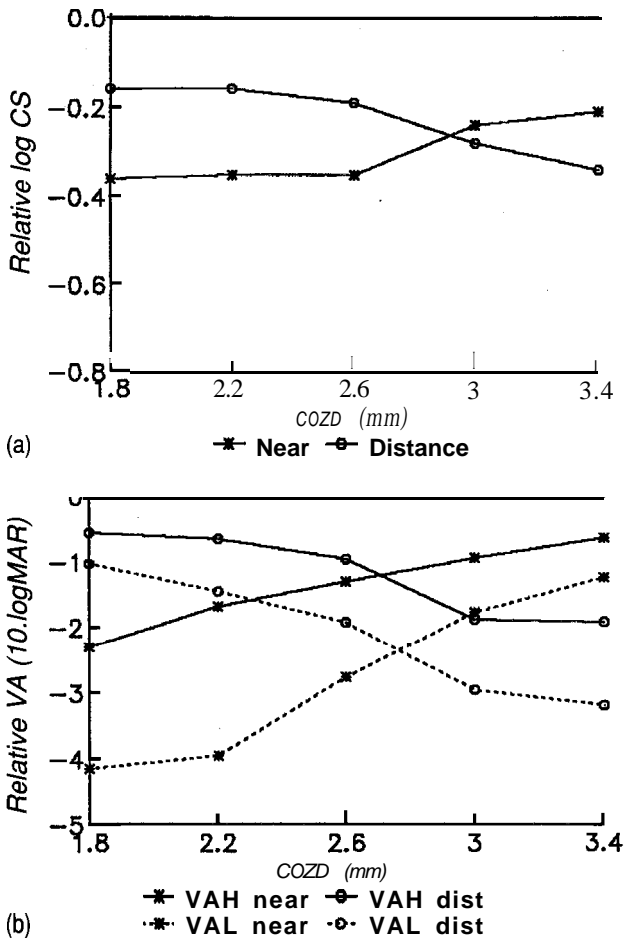 0.0
−0.2
−0.4
−0.6
−0.8
Relative log CS
1.8 2.2 2.6 3 3.4
COZD (mm)
(a)
Near Distance
0
−1
−2
−3
−4
−5
Relative VA (10.logMAR)
1.8 2.2 2.6 3 3.4
COZD (mm)
VAH near VAH dist
(b)
VAL near VAL dist